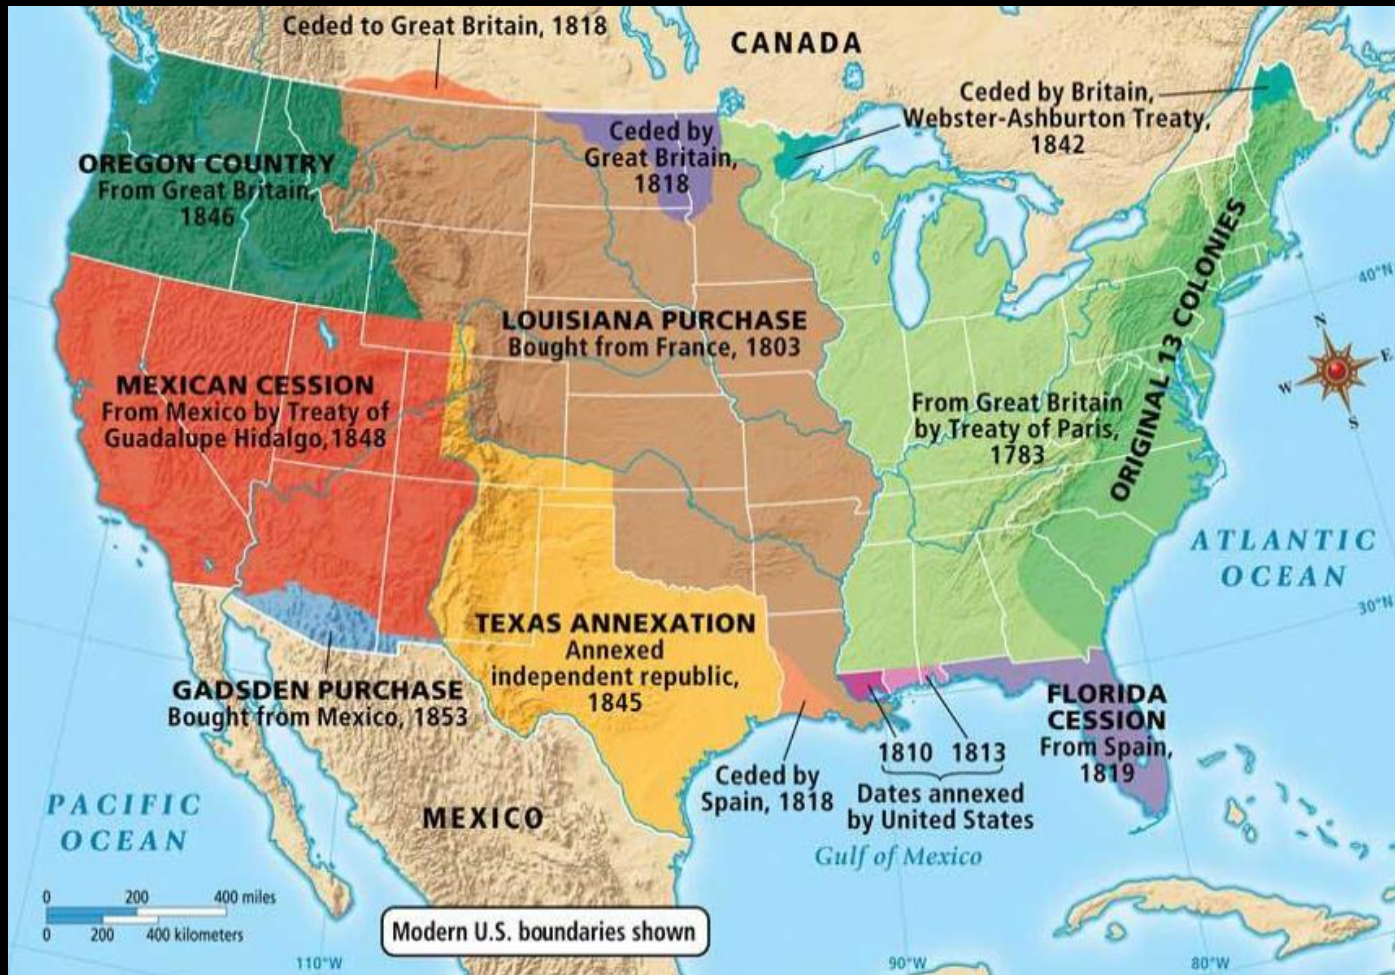 Ceded to Great Britain, 1818
CANADA
Ceded by Britain,
Webster-Ashburton Treaty,
1842
Ceded by
Great Britain,
1818
OREGON COUNTRY
From Great Britain,
1846
ORIGINAL 13 COLONIES
40°N
N
E
W
S
LOUISIANA PURCHASE
Bought from France, 1803
MEXICAN CESSION
From Mexico by Treaty of
Guadalupe Hidalgo, 1848
From Great Britain
by Treaty of Paris,
1783
ATLANTIC
OCEAN
30°N
TEXAS ANNEXATION
Annexed
independent republic,
1845
GADSDEN PURCHASE
Bought from Mexico, 1853
FLORIDA
CESSION
From Spain,
1819
1810 1813
Dates annexed
by United States
Ceded by
Spain, 1818
PACIFIC
OCEAN
MEXICO
Gulf of Mexico
0 200 400 miles
0 200 400 kilometers
Modern U.S. boundaries shown
110°W
90°W
80°W